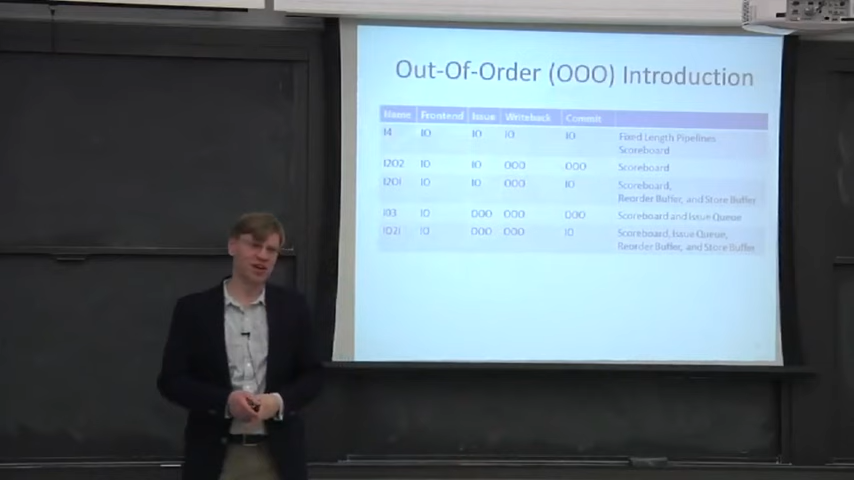 Out-Of-Order (OOO) Introduction
Name Frontend Issue Writeback Commit
I4 IO IO IO IO Fixed Length Pipelines
Scoreboard
I2O2 IO IO OOO OOO Scoreboard
I2OI IO IO OOO IO Scoreboard,
Reorder Buffer, and Store Buffer
IO3 IO OOO OOO OOO Scoreboard and Issue Queue
IO2I IO OOO OOO IO Scoreboard, Issue Queue,
Reorder Buffer, and Store Buffer